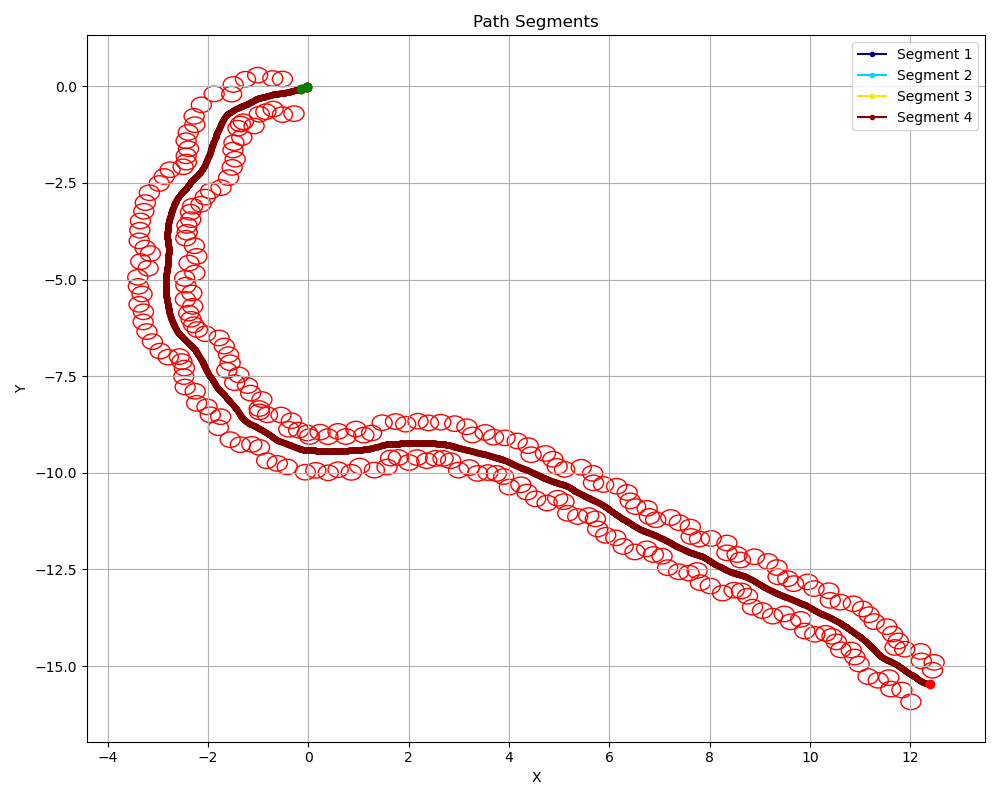 Path Segments
Segment 1
Segment 2
Segment 3
Segment 4
0.0
−2.5
−5.0
−7.5
−10.0
−12.5
−15.0
Y
−4
−2
0
2
4
6
8
10
12
X